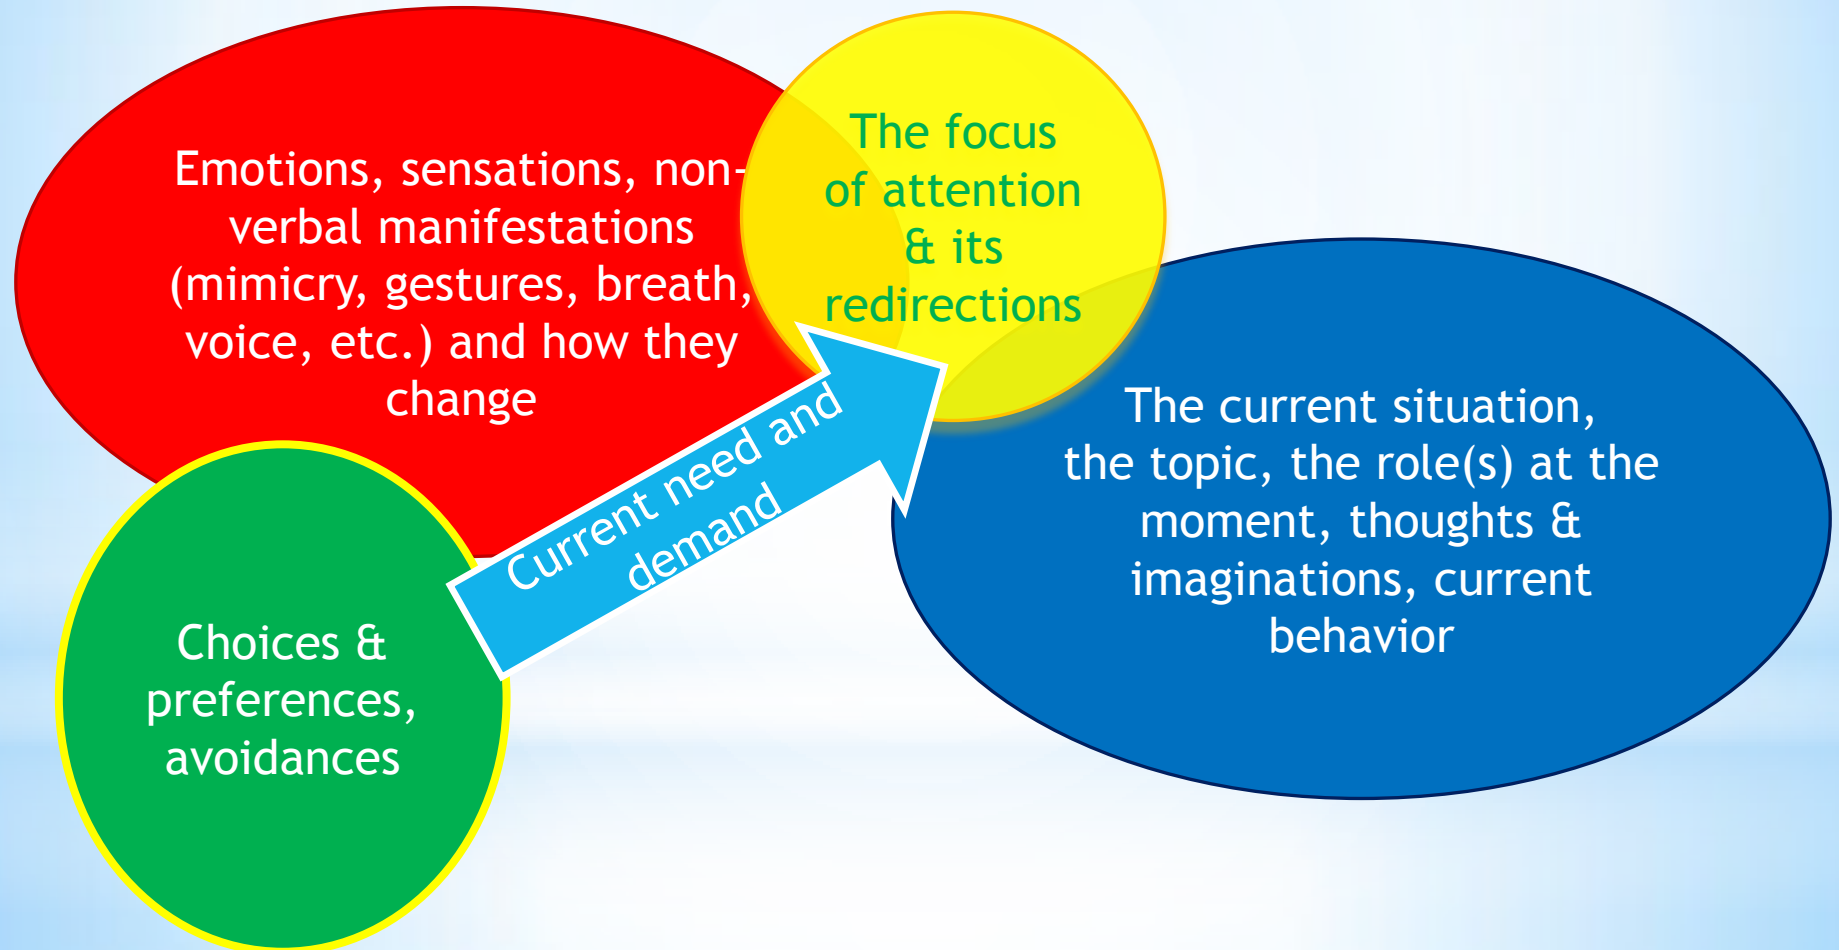 Emotions, sensations, non-
verbal manifestations
(mimicry, gestures, breath,
voice, etc.) and how they
change
The focus
of attention
& its
redirections
Current need and
demand
The current situation,
the topic, the role(s) at the
moment, thoughts &
imaginations, current
behavior
Choices &
preferences,
avoidances